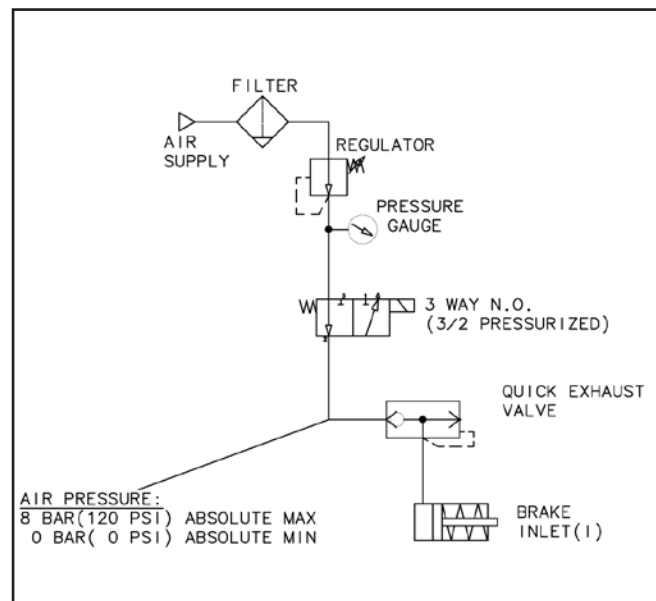 FILTER
AIR
SUPPLY
REGULATOR
PRESSURE
GAUGE
3 WAY N.O.
(3/2 PRESSURIZED)
QUICK EXHAUST
VALVE
AIR PRESSURE:
8 BAR(120 PSI) ABSOLUTE MAX
0 BAR( 0 PSI) ABSOLUTE MIN
BRAKE
INLET(1)